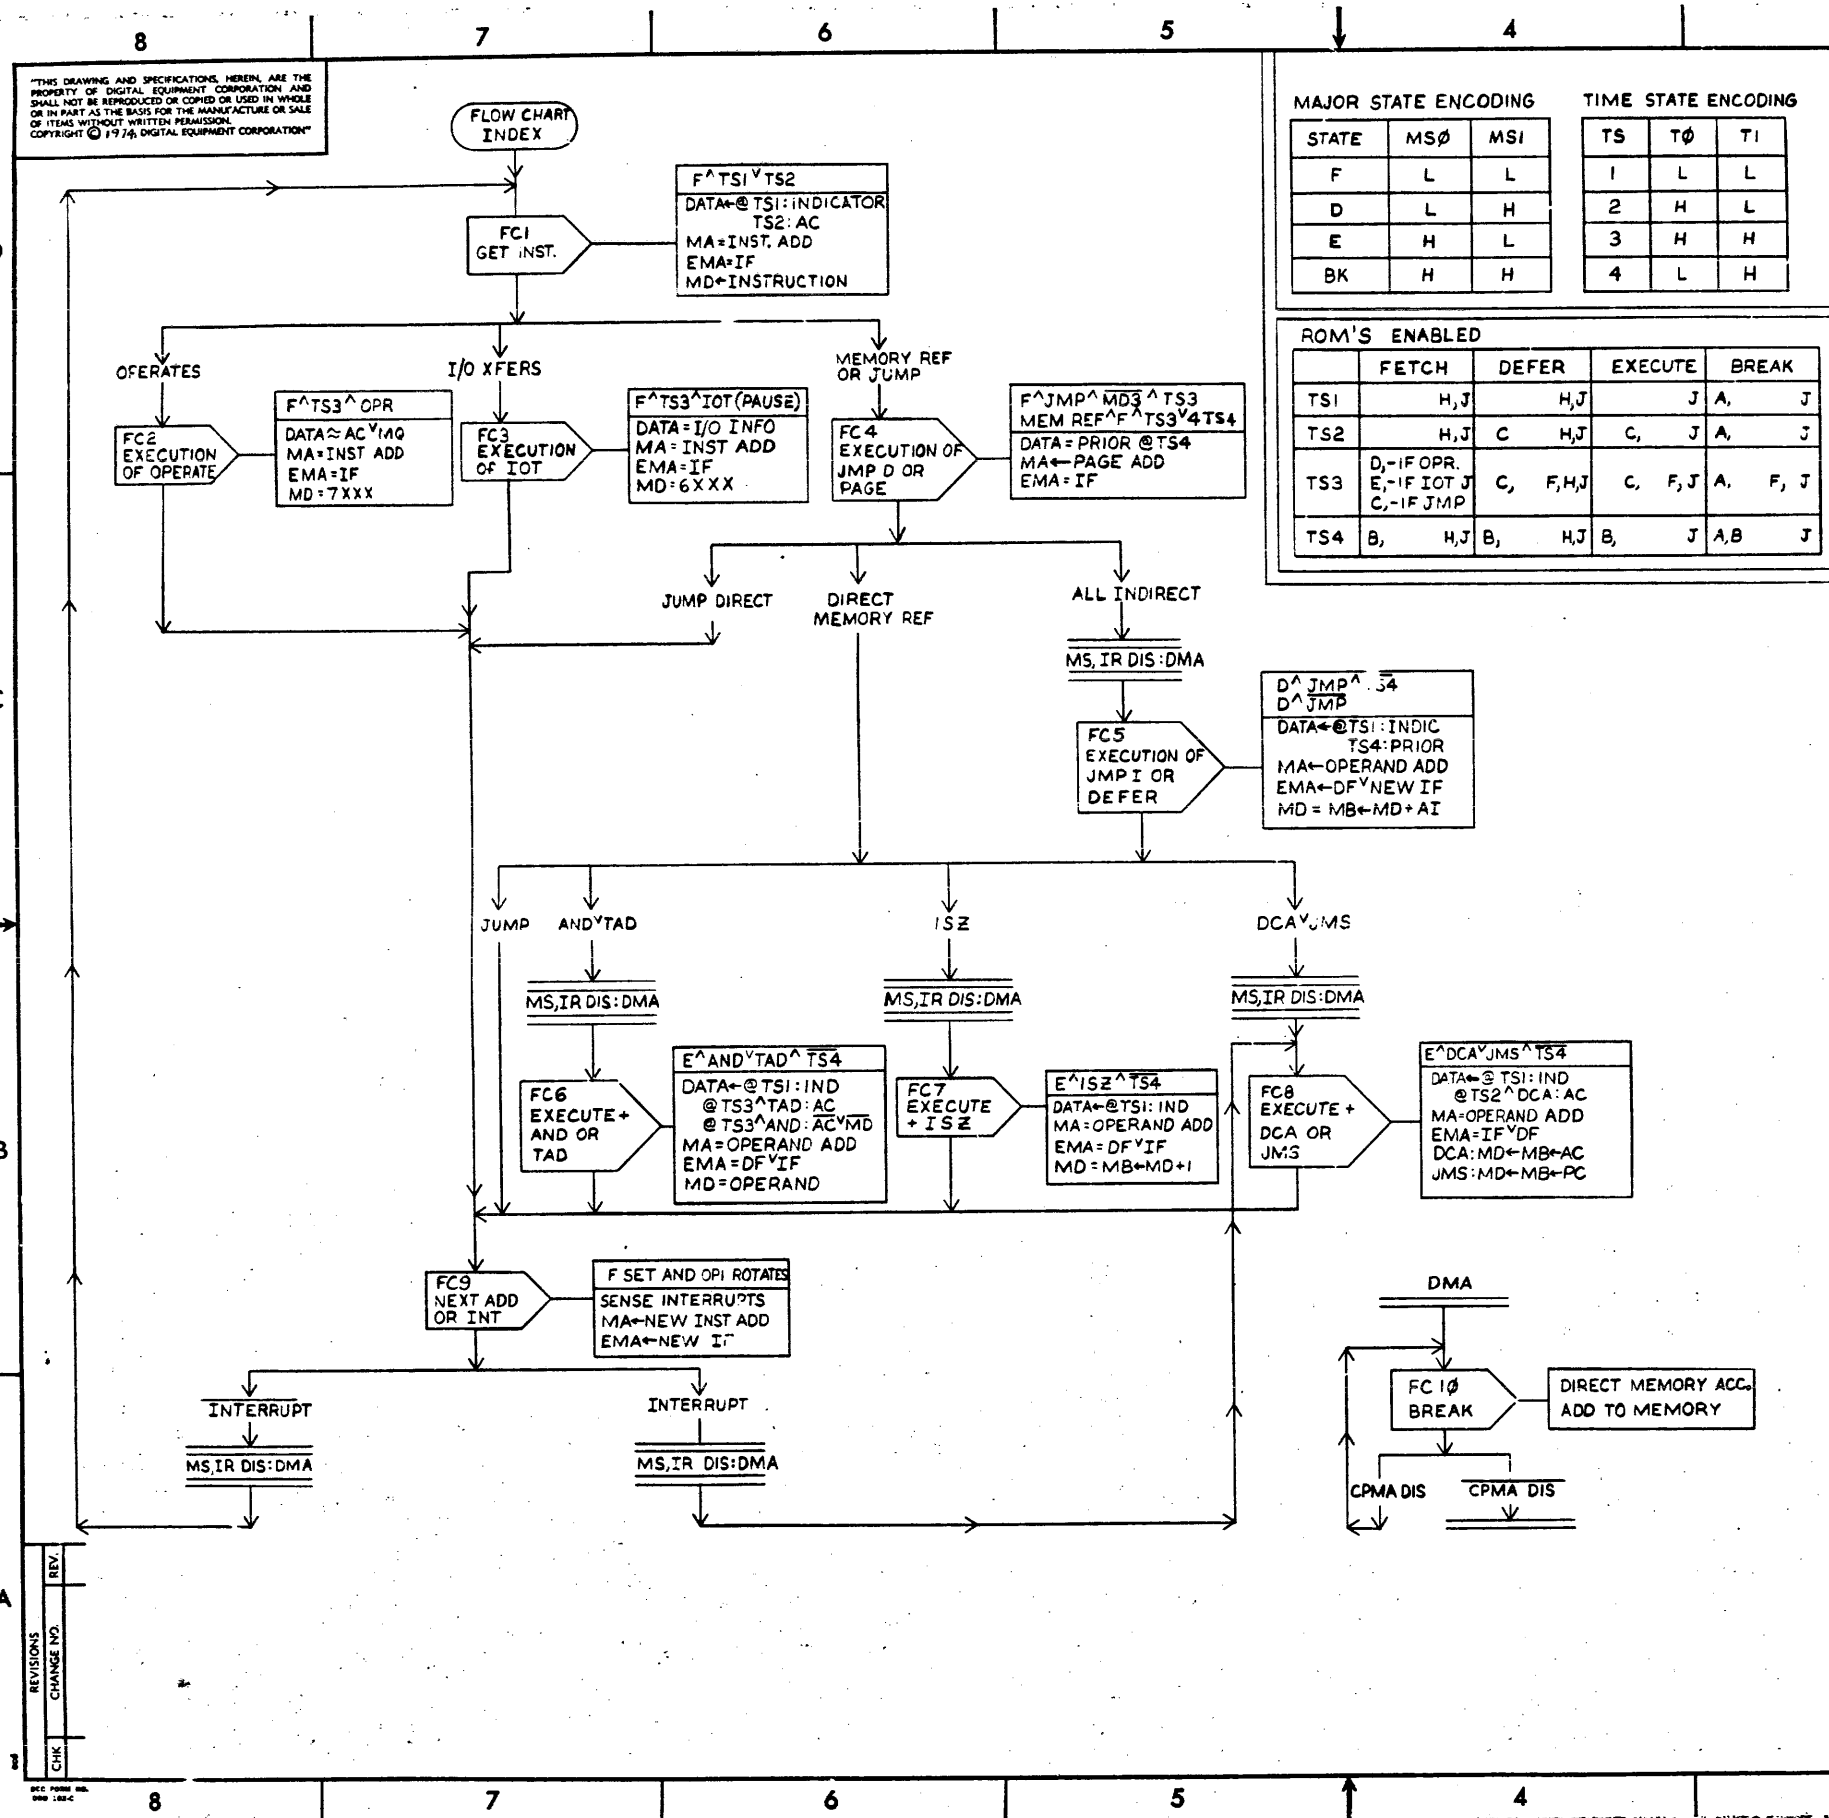 8 7 6 5 4
"THIS DRAWING AND SPECIFICATIONS, HEREIN, ARE THE
PROPERTY OF DIGITAL EQUIPMENT CORPORATION AND
SHALL NOT BE REPRODUCED OR COPIED OR USED IN WHOLE
OR IN PART AS THE BASIS FOR THE MANUFACTURE OR SALE
OF ITEMS WITHOUT WRITTEN PERMISSION.
COPYRIGHT © 1974, DIGITAL EQUIPMENT CORPORATION"
FLOW CHART
INDEX
FC1
GET INST.
F^TS1˅TS2
DATA←@TS1:INDICATOR
TS2:AC
MA=INST. ADD
EMA=IF
MD←INSTRUCTION
MAJOR STATE ENCODING
STATE MSØ MS1
F L L
D L H
E H L
BK H H
TIME STATE ENCODING
TS TØ T1
1 L L
2 H L
3 H H
4 L H
ROM'S ENABLED
FETCH DEFER EXECUTE BREAK
TS1 H,J H,J J A, J
TS2 H,J C H,J C, J A, J
TS3 D,-IF OPR. E,-IF IOT J C,-IF JMP C, F,H,J C, F,J A, F, J
TS4 B, H,J B, H,J B, J A,B J
OPERATES
I/O XFERS
MEMORY REF
OR JUMP
FC2
EXECUTION
OF OPERATE
F^TS3^OPR
DATA≈AC˅MQ
MA=INST ADD
EMA=IF
MD=7XXX
FC3
EXECUTION
OF IOT
F^TS3^IOT(PAUSE)
DATA=I/O INFO
MA=INST ADD
EMA=IF
MD=6XXX
FC4
EXECUTION OF
JMP D OR
PAGE
F^JMP^M̅D̅3̅^TS3
MEM REF^F^TS3˅4TS4
DATA=PRIOR @TS4
MA←PAGE ADD
EMA=IF
JUMP DIRECT
DIRECT
MEMORY REF
ALL INDIRECT
MS, IR DIS:DMA
FC5
EXECUTION OF
JMP I OR
DEFER
D^JMP^
D^J̅M̅P̅
DATA←@TS1:INDIC
TS4:PRIOR
MA←OPERAND ADD
EMA←DF˅NEW IF
MD=MB←MD+AI
JUMP
AND˅TAD
ISZ
DCA˅JMS
MS,IR DIS:DMA
MS,IR DIS:DMA
MS,IR DIS:DMA
FC6
EXECUTE+
AND OR
TAD
E^AND˅TAD^T̅S̅4̅
DATA←@TS1:IND
@TS3^TAD:AC
@TS3^AND:A̅C̅˅M̅D̅
MA=OPERAND ADD
EMA=DF˅IF
MD=OPERAND
FC7
EXECUTE
+ISZ
E^ISZ^T̅S̅4̅
DATA←@TS1:IND
MA=OPERAND ADD
EMA=DF˅IF
MD=MB←MD+1
FC8
EXECUTE+
DCA OR
JMS
E^DCA˅JMS^T̅S̅4̅
DATA←@TS1:IND
@TS2^DCA:AC
MA=OPERAND ADD
EMA=IF˅DF
DCA:MD←MB←AC
JMS:MD←MB←PC
FC9
NEXT ADD
OR INT
F SET AND OP1 ROTATES
SENSE INTERRUPTS
MA←NEW INST ADD
EMA←NEW IF
I̅N̅T̅E̅R̅R̅U̅P̅T̅
MS,IR DIS:DMA
INTERRUPT
MS,IR DIS:DMA
DMA
FC1Ø
BREAK
DIRECT MEMORY ACC.
ADD TO MEMORY
CPMA DIS
C̅P̅M̅A̅ D̅I̅S̅
REVISIONS
CHK CHANGE NO. REV.
DEC FORM NO.
DRD 102-C
B
A
8 7 6 5 4